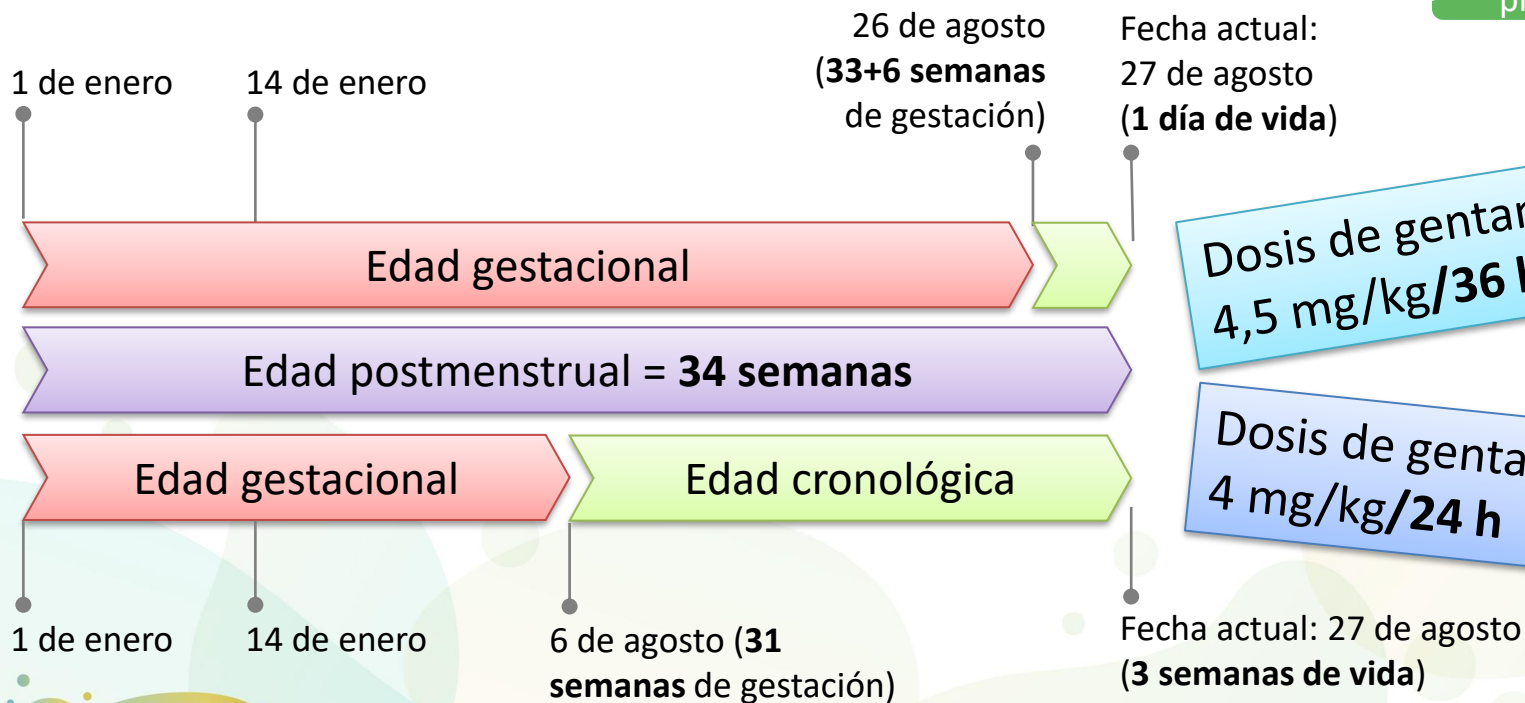 1 de enero
14 de enero
26 de agosto
(33+6 semanas
de gestación)
Fecha actual:
27 de agosto
(1 día de vida)
Edad gestacional
Edad postmenstrual = 34 semanas
Edad gestacional
Edad cronológica
Dosis de
4,5 mg/kg/36
Dosis de
4 mg/kg/24 h
1 de enero
14 de enero
6 de agosto (31
semanas de gestación)
Fecha actual: 27 de agosto
(3 semanas de vida)